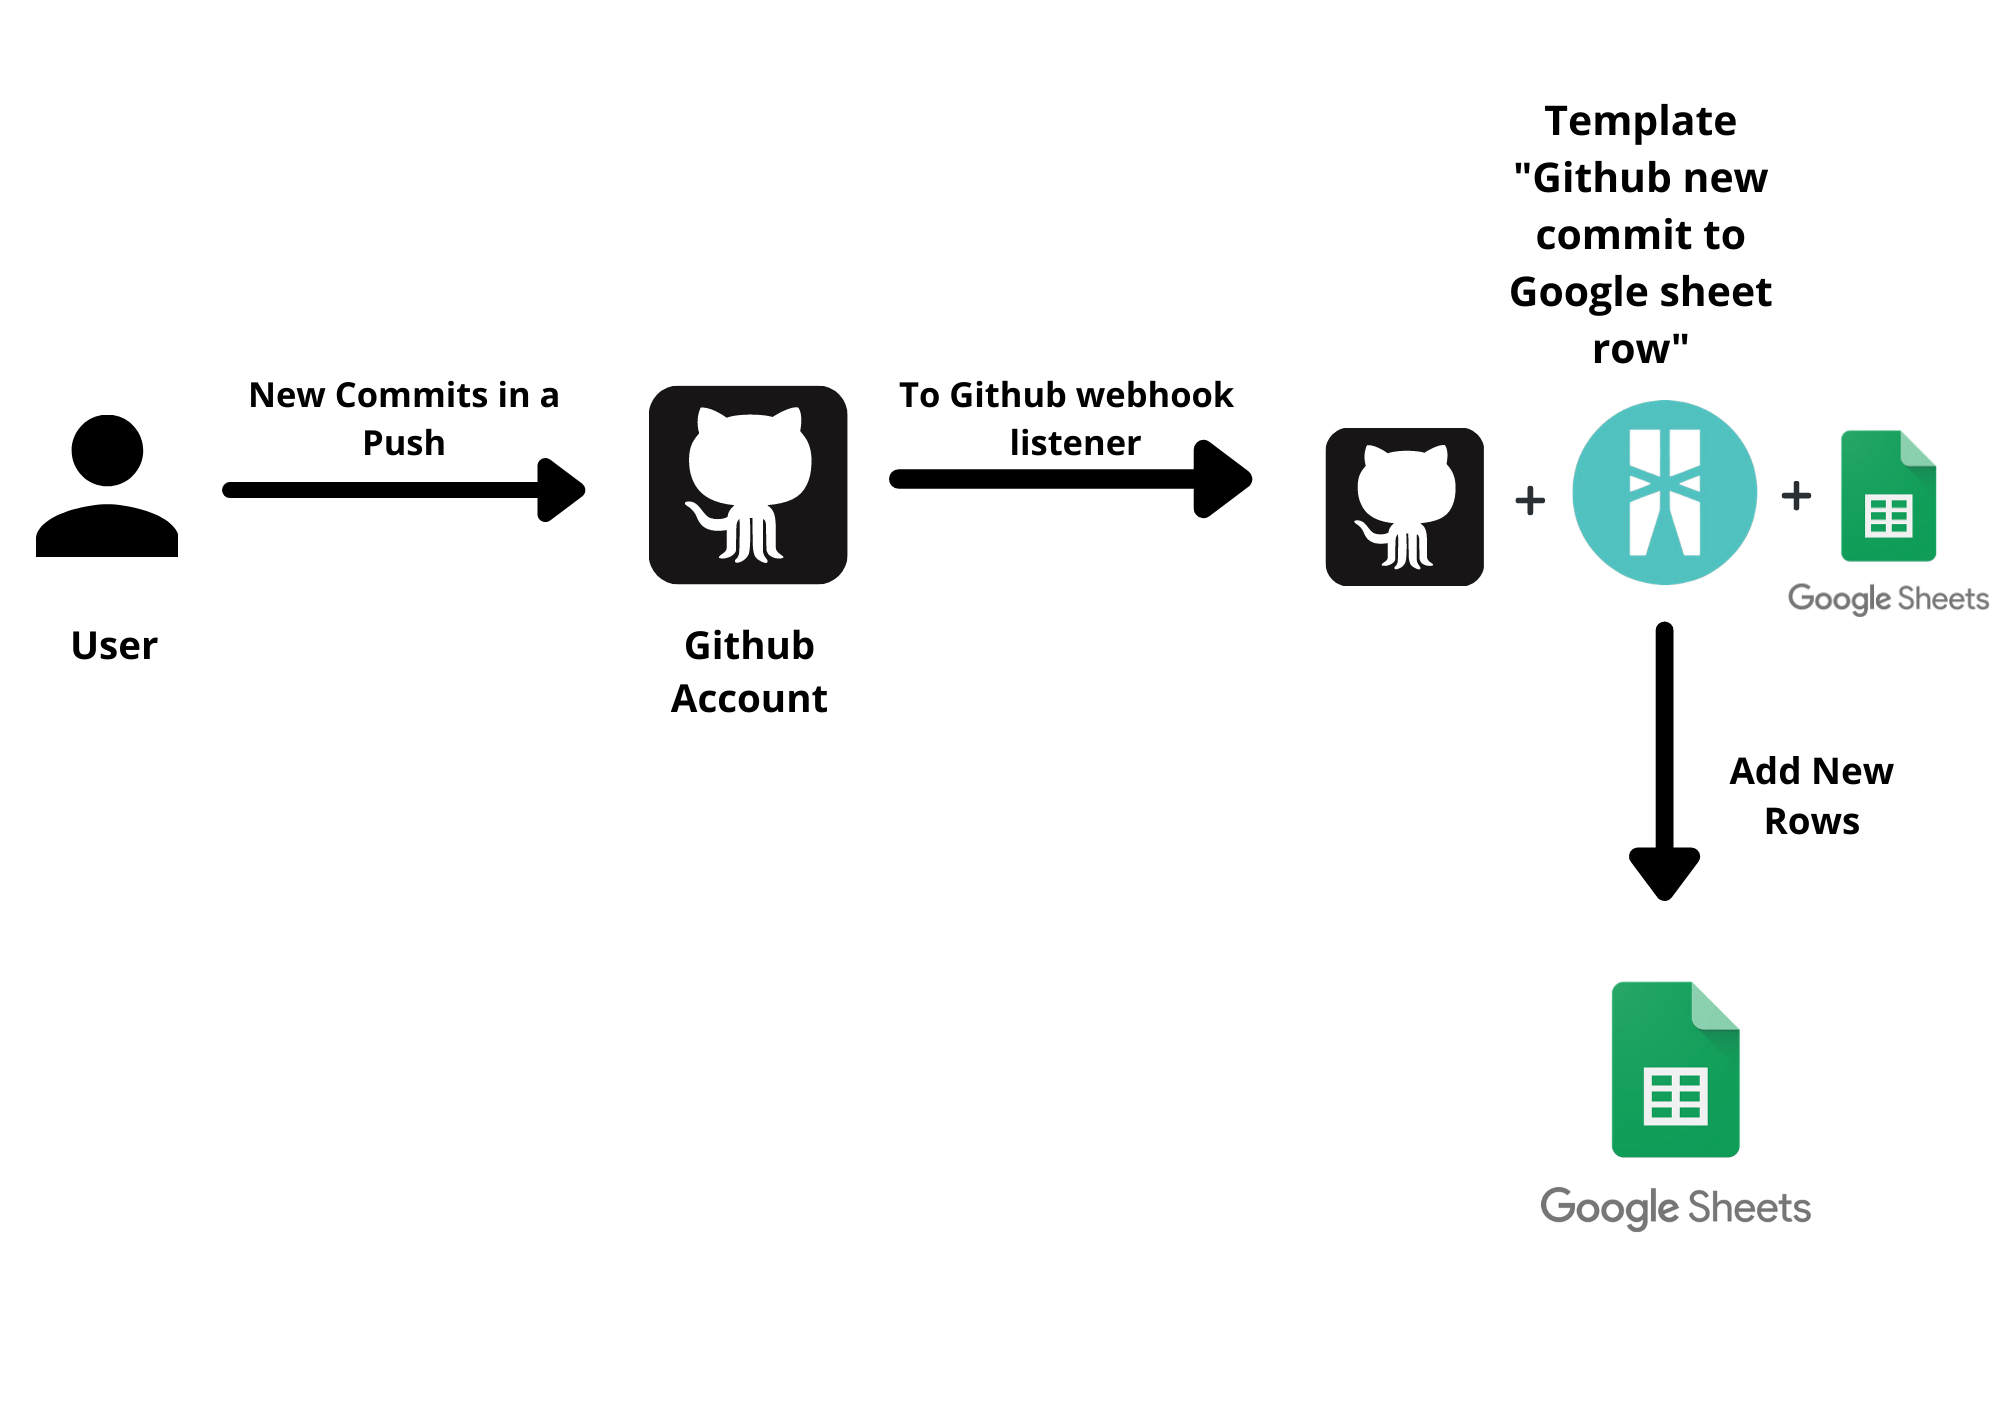 Template
"Github new
commit to
Google sheet
row"
New Commits in a
Push
To Github webhook
listener
Google Sheets
User
Github
Account
Add New
Rows
Google Sheets